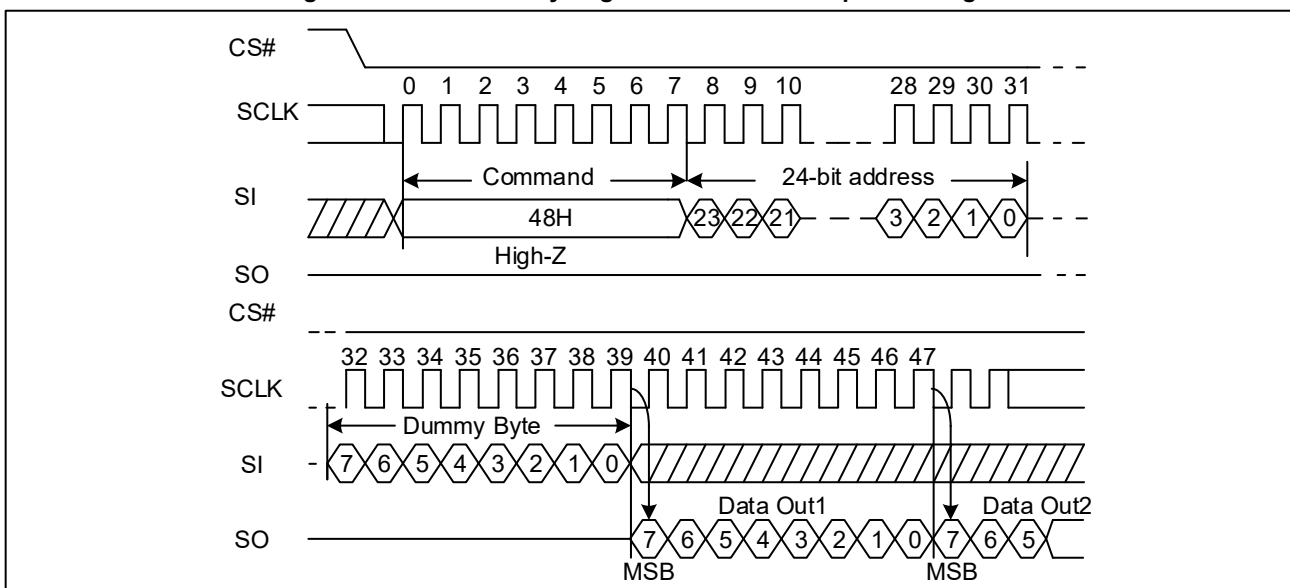 CS#
0 1 2 3 4 5 6 7 8 9 10 28 29 30 31
SCLK
Command 24-bit address
SI
48H 23 22 21 3 2 1 0
High-Z
SO
CS#
32 33 34 35 36 37 38 39 40 41 42 43 44 45 46 47
SCLK
Dummy Byte
SI 7 6 5 4 3 2 1 0
Data Out1 Data Out2
SO 7 6 5 4 3 2 1 0 7 6 5
MSB MSB